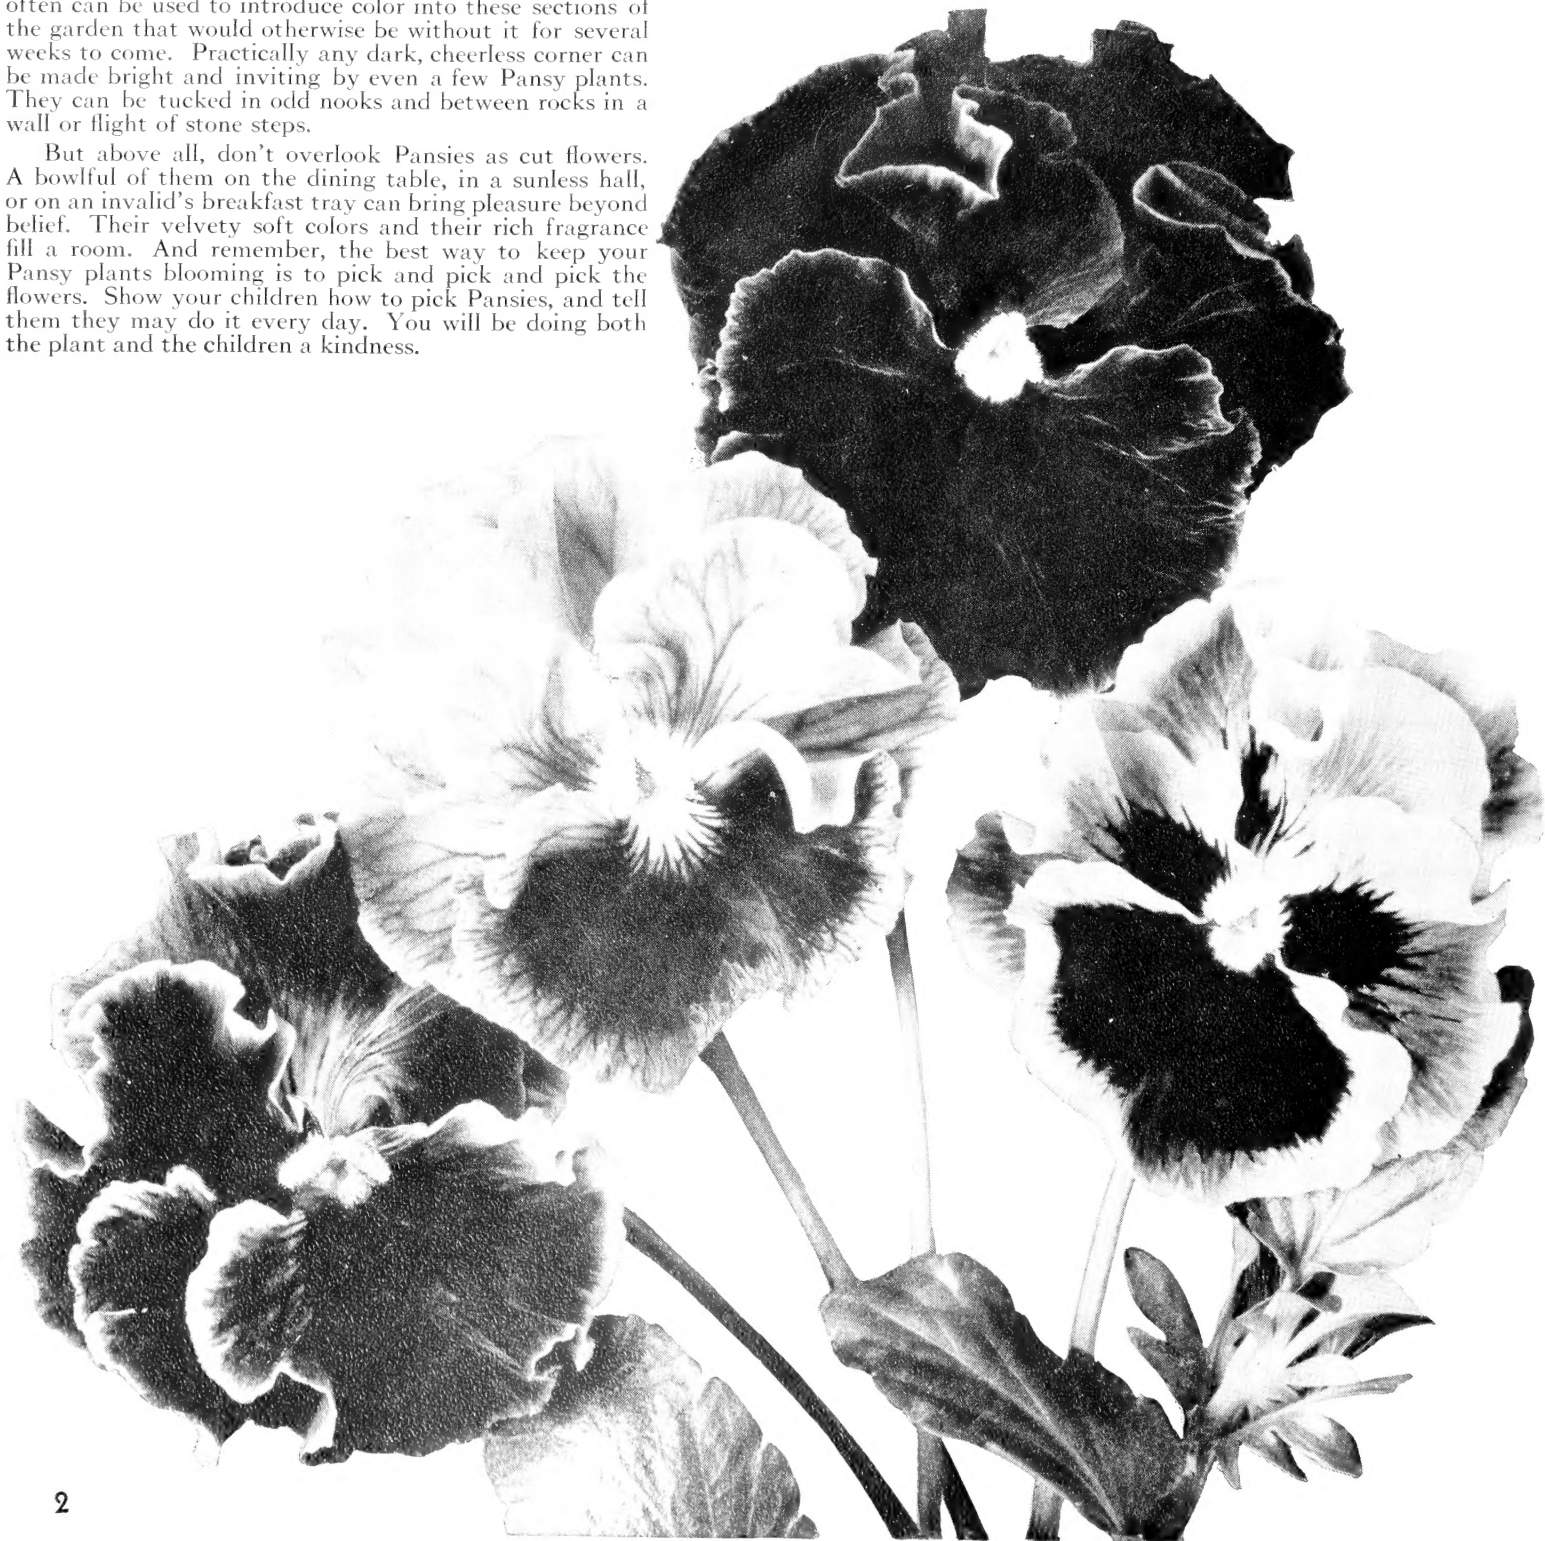 often can be used to introduce color into these sections of
the garden that would otherwise be without it for several
weeks to come. Practically any dark, cheerless corner can
be made bright and inviting by even a few Pansy plants.
They can be tucked in odd nooks and between rocks in a
wall or flight of stone steps.
But above all, don't overlook Pansies as cut flowers.
A bowlful of them on the dining table, in a sunless hall,
or on an invalid's breakfast tray can bring pleasure beyond
belief. Their velvety soft colors and their rich fragrance
fill a room. And remember, the best way to keep your
Pansy plants blooming is to pick and pick and pick the
flowers. Show your children how to pick Pansies, and tell
them they may do it every day. You will be doing both
the plant and the children a kindness.
2